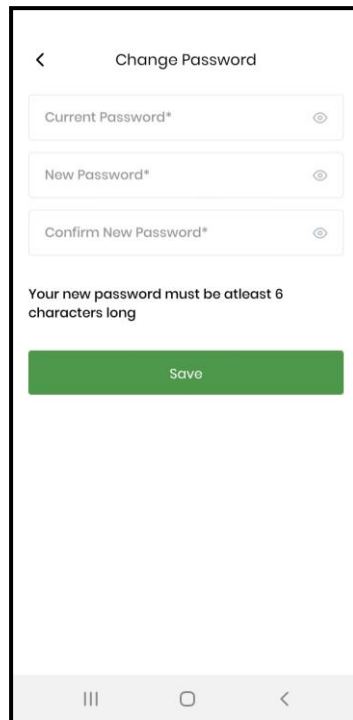 Change Password
Current Password*
New Password*
Confirm New Password*
Your new password must be atleast 6
characters long
Save